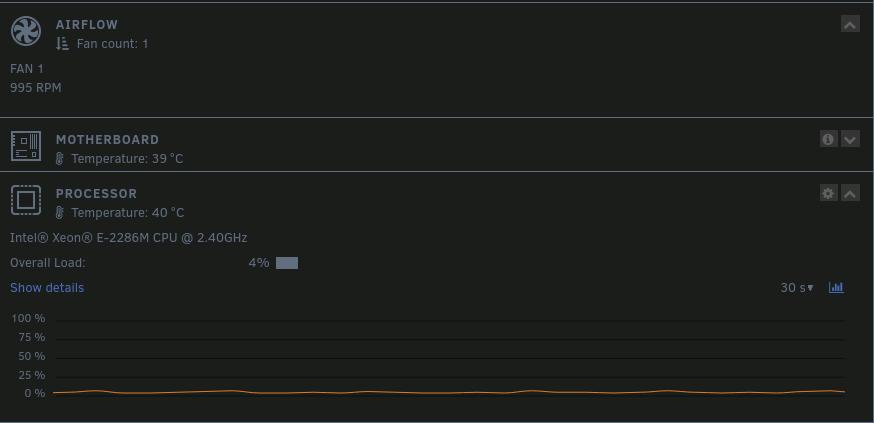 AIRFLOW
Fan count: 1
FAN 1
995 RPM
MOTHERBOARD
Temperature: 39 °C
PROCESSOR
Temperature: 40 °C
Intel® Xeon® E-2286M CPU @ 2.40GHz
Overall Load: 4%
Show details 30 s▾
100 %
75 %
50 %
25 %
0 %